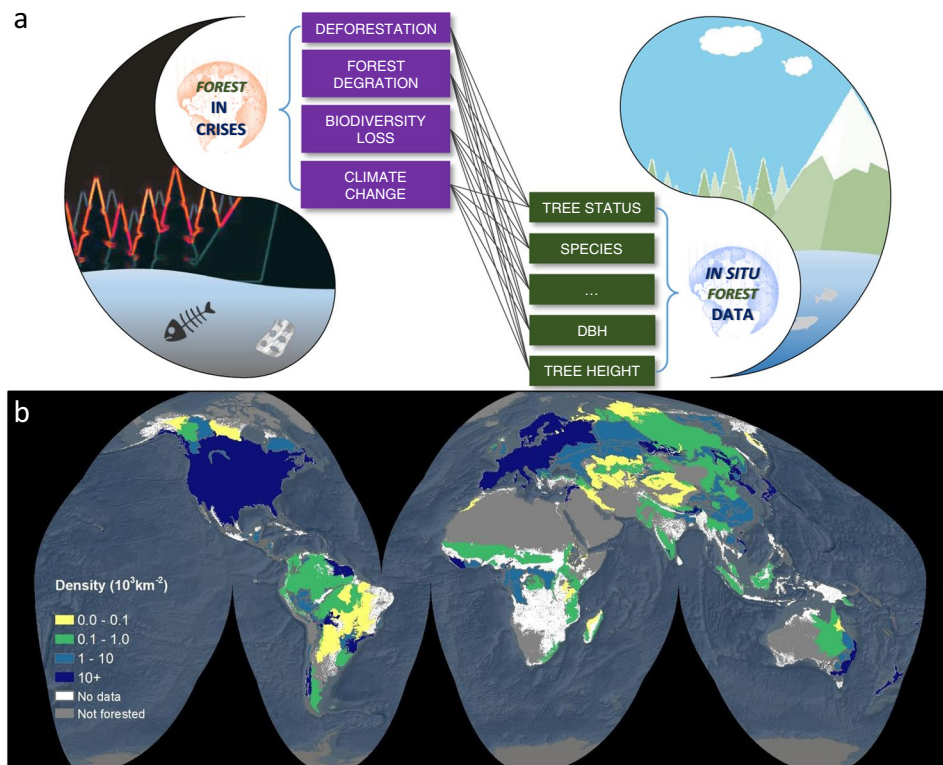 a
FOREST
IN
CRISES
DEFORESTATION
FOREST
DEGRATION
BIODIVERSITY
LOSS
CLIMATE
CHANGE
TREE STATUS
SPECIES
...
DBH
TREE HEIGHT
IN SITU
FOREST
DATA
b
Density (10³km⁻²)
0.0 - 0.1
0.1 - 1.0
1 - 10
10+
No data
Not forested